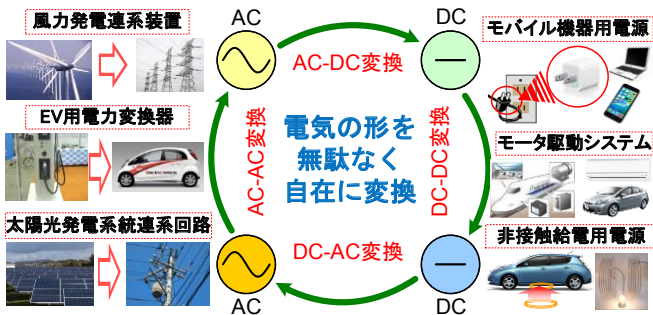 風力発電連系装置
AC
DC
モバイル機器用電源
AC-DC変換
EV用電力変換器
AC-AC変換
電気の形を
無駄なく
自在に変換
DC-DC変換
モータ駆動システム
太陽光発電系統連系回路
DC-AC変換
非接触給電用電源
AC
DC